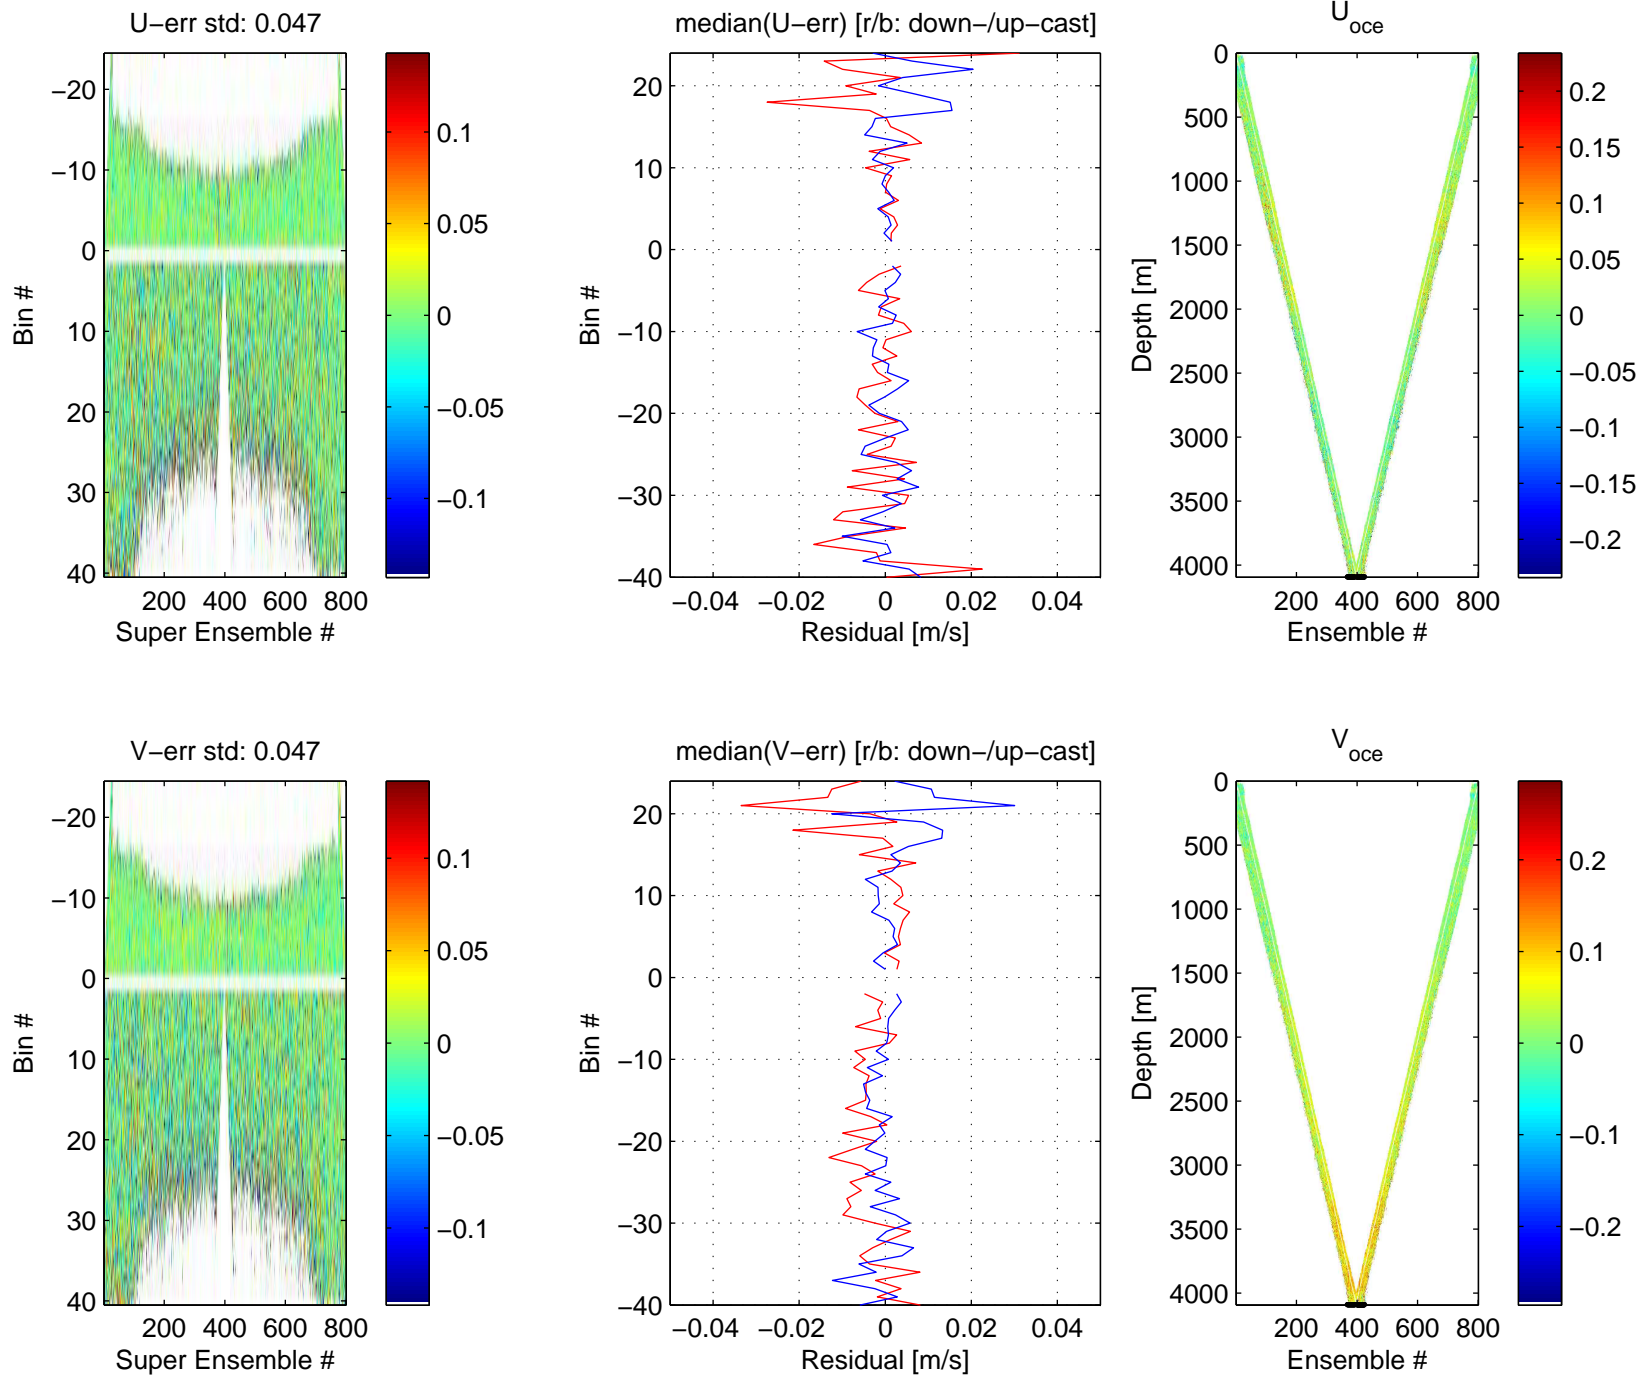 U−err std: 0.047
−20
−10
0
10
20
30
40
Bin #
200 400 600 800
Super Ensemble #
0.1
0.05
0
−0.05
−0.1
median(U−err) [r/b: down−/up−cast]
20
10
0
−10
−20
−30
−40
Bin #
−0.04 −0.02 0 0.02 0.04
Residual [m/s]
U oce
0
500
1000
1500
2000
2500
3000
3500
4000
Depth [m]
200 400 600 800
Ensemble #
0.2
0.15
0.1
0.05
0
−0.05
−0.1
−0.15
−0.2
V−err std: 0.047
−20
−10
0
10
20
30
40
Bin #
200 400 600 800
Super Ensemble #
0.1
0.05
0
−0.05
−0.1
median(V−err) [r/b: down−/up−cast]
20
10
0
−10
−20
−30
−40
Bin #
−0.04 −0.02 0 0.02 0.04
Residual [m/s]
V oce
0
500
1000
1500
2000
2500
3000
3500
4000
Depth [m]
200 400 600 800
Ensemble #
0.2
0.1
0
−0.1
−0.2